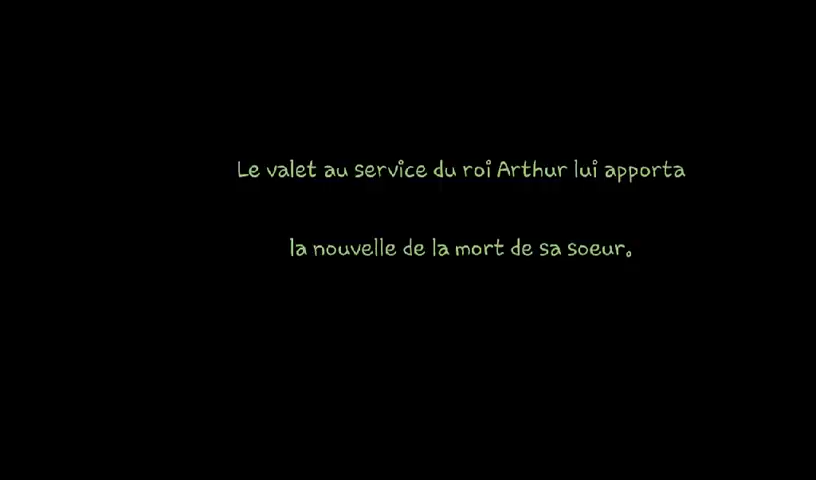 Le valet au service du roi Arthur lui apporta
la nouvelle de la mort de sa soeur.